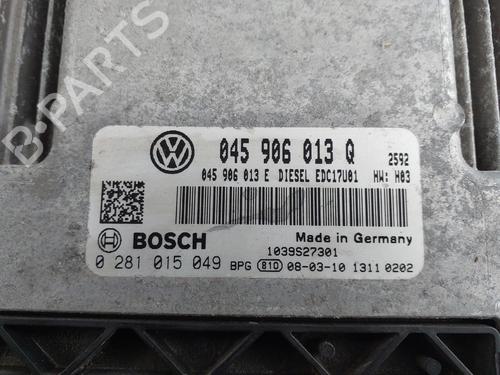 045 906 013 Q 2592
045 906 013 E DIESEL EDC17U01 HW: H03
BOSCH Made in Germany
1039S27301
0 281 015 049 BPG 810 08-03-10 1311 0202
B-PARTS
B-PARTS